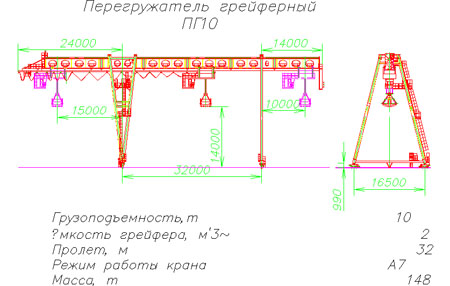 Перегружатель грейферный
ПГ10
24000
14000
15000
10000
14000
32000
990
16500
Грузоподъемность,т 10
?мкость грейфера, м'3~ 2
Пролет, м 32
Режим работы крана А7
Масса, т 148